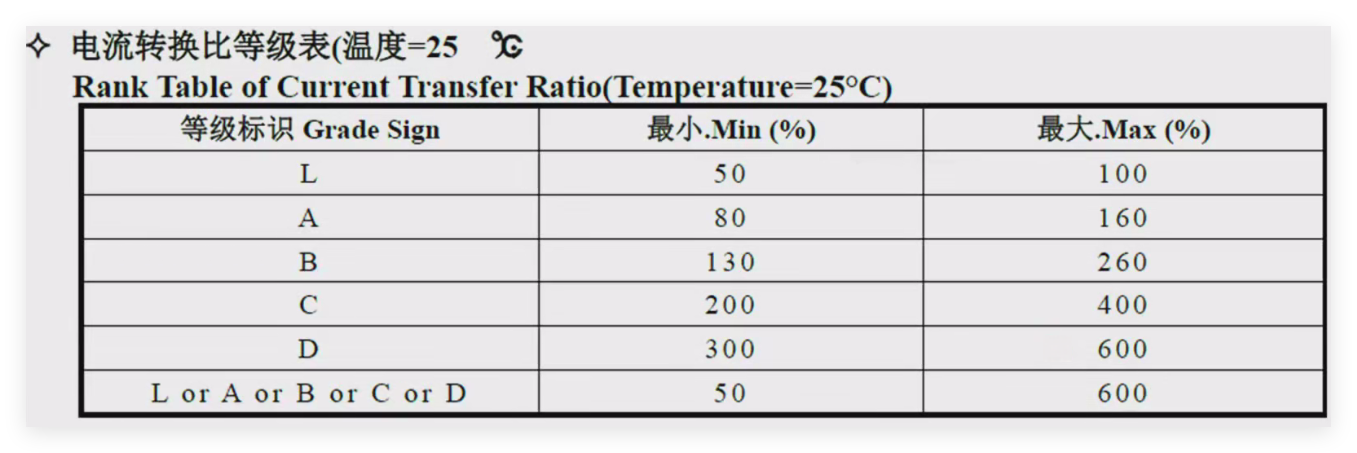 ✧ 电流转换比等级表(温度=25 ℃
Rank Table of Current Transfer Ratio(Temperature=25°C)
等级标识 Grade Sign 最小.Min (%) 最大.Max (%)
L 50 100
A 80 160
B 130 260
C 200 400
D 300 600
L or A or B or C or D 50 600